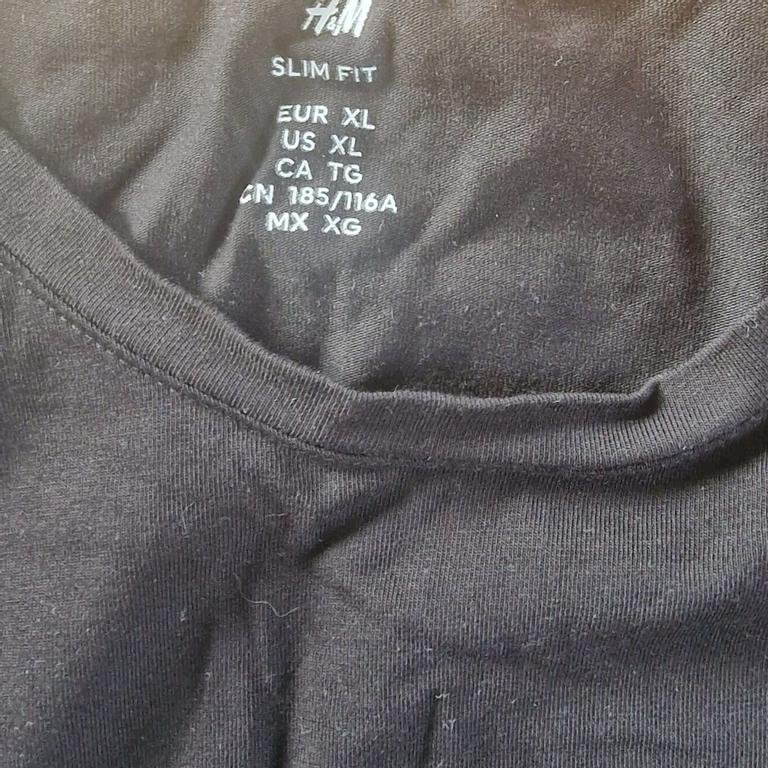 H&M
SLIM FIT
EUR XL
US XL
CA TG
CN 185/116A
MX XG